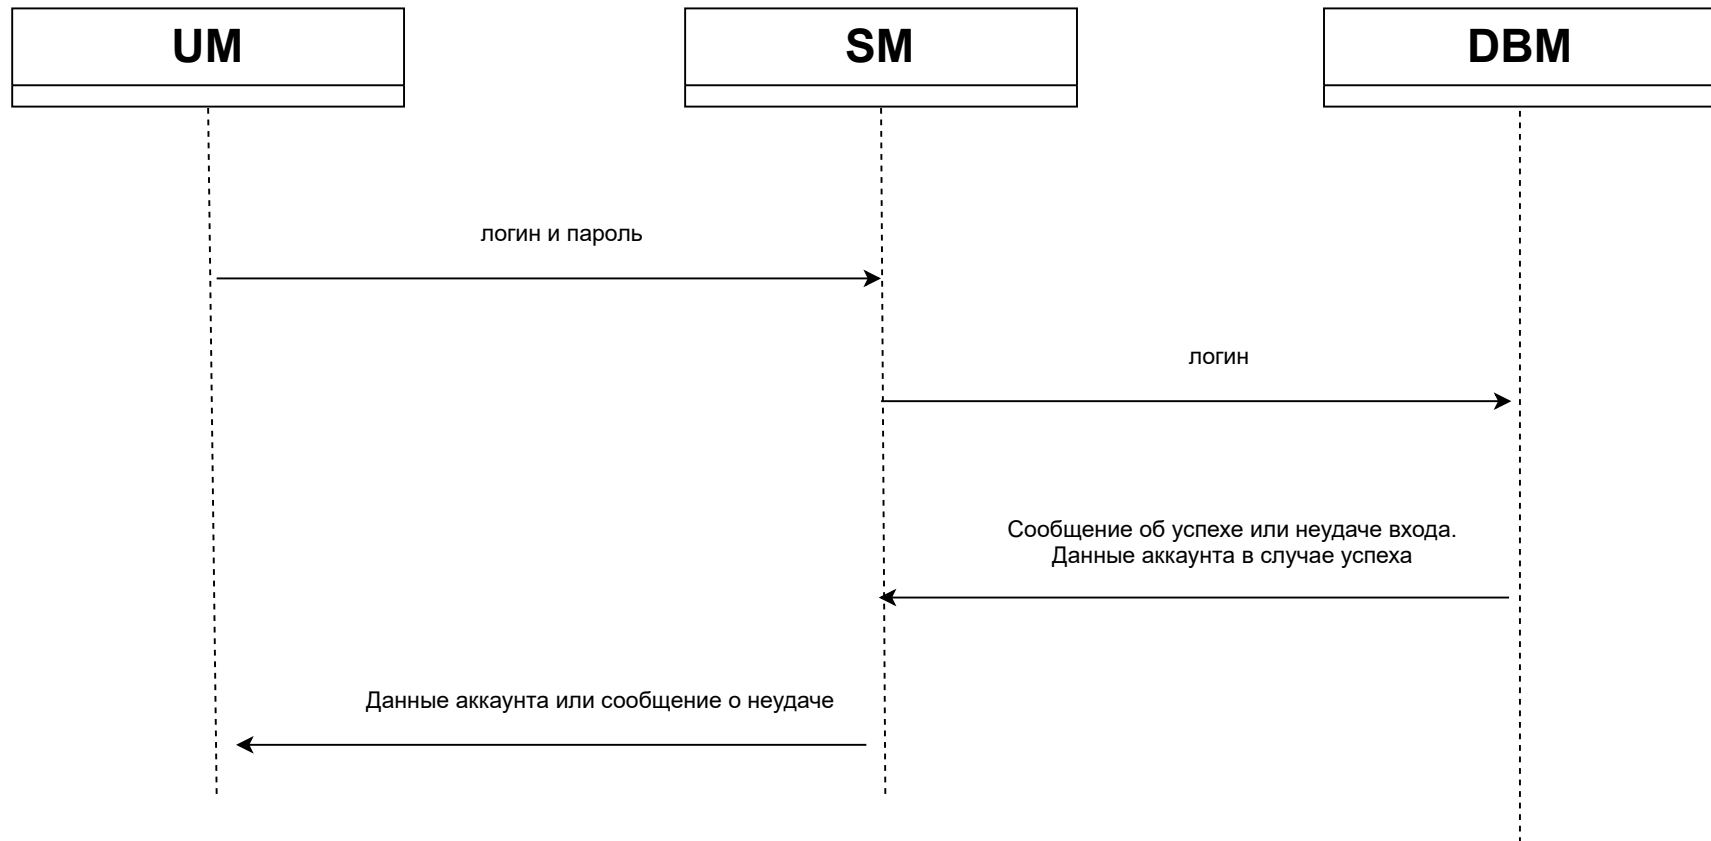 UM
SM
DBM
логин и пароль
логин
Сообщение об успехе или неудаче входа.
Данные аккаунта в случае успеха
Данные аккаунта или сообщение о неудаче